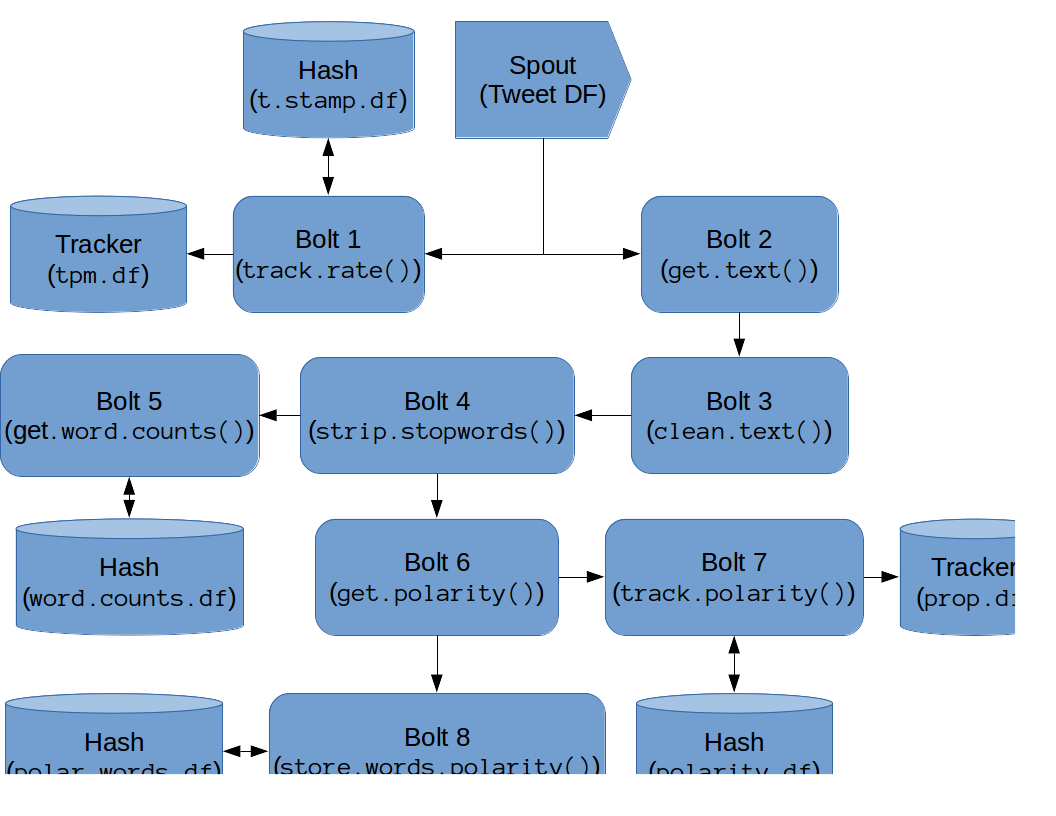 Hash
(t.stamp.df)
Spout
(Tweet DF)
Tracker
(tpm.df)
Bolt 1
(track.rate())
Bolt 2
(get.text())
Bolt 5
(get.word.counts())
Bolt 4
(strip.stopwords())
Bolt 3
(clean.text())
Hash
(word.counts.df)
Bolt 6
(get.polarity())
Bolt 7
(track.polarity())
Tracker
(prop.df
Hash
(polar.words.df)
Bolt 8
(store.words.polarity())
Hash
(polarity.df)